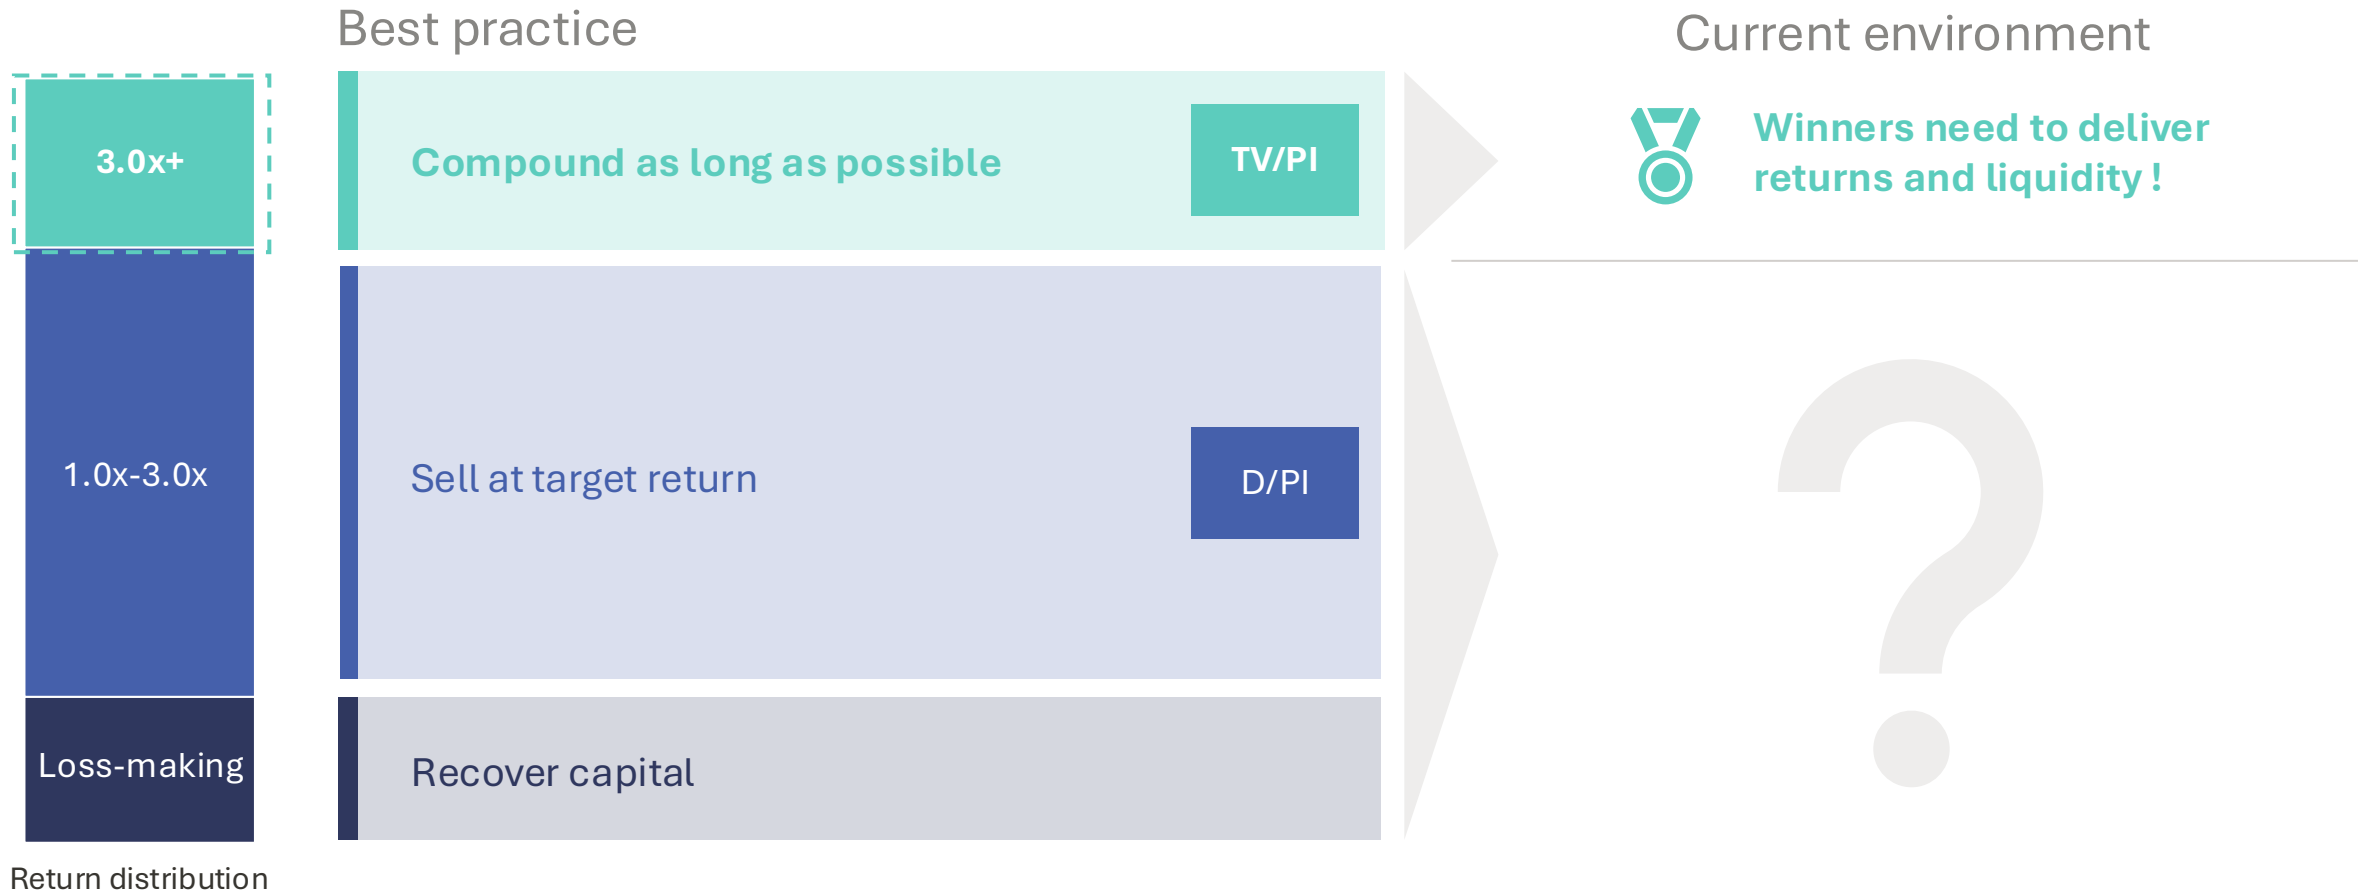 Best practice
Current environment
3.0x+
Compound as long as possible
TV/PI
Winners need to deliver
returns and liquidity!
1.0x-3.0x
Sell at target return
D/PI
Loss-making
Recover capital
Return distribution